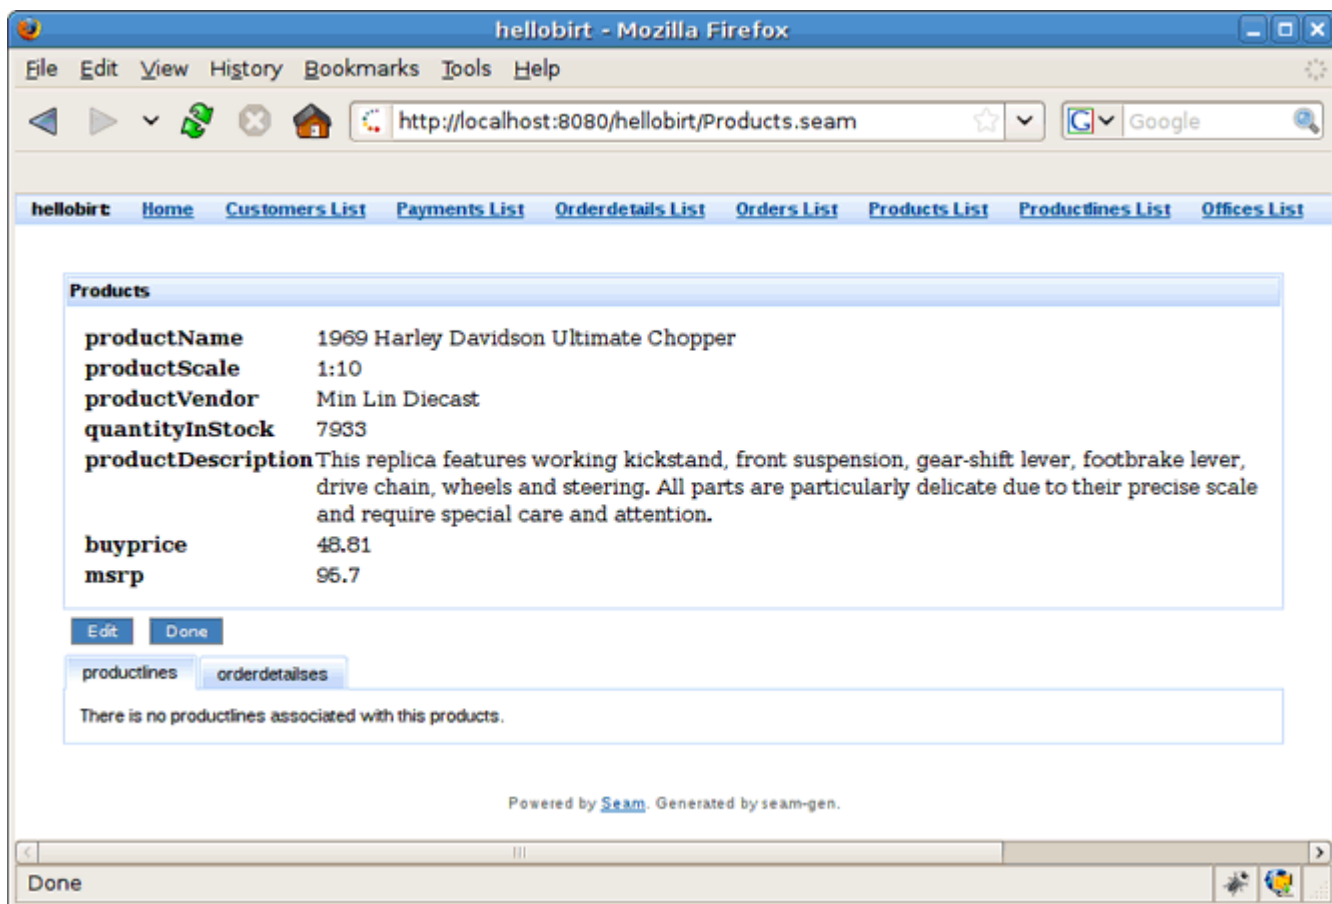 hellobirt - Mozilla Firefox
File Edit View History Bookmarks Tools Help
http://localhost:8080/hellobirt/Products.seam G Google
hellobirt: Home Customers List Payments List Orderdetails List Orders List Products List Productlines List Offices List
Products
productName 1969 Harley Davidson Ultimate Chopper
productScale 1:10
productVendor Min Lin Diecast
quantityInStock 7933
productDescription This replica features working kickstand, front suspension, gear-shift lever, footbrake lever,
drive chain, wheels and steering. All parts are particularly delicate due to their precise scale
and require special care and attention.
buyprice 48.81
msrp 95.7
Edit Done
productlines orderdetailses
There is no productlines associated with this products.
Powered by Seam. Generated by seam-gen.
Done